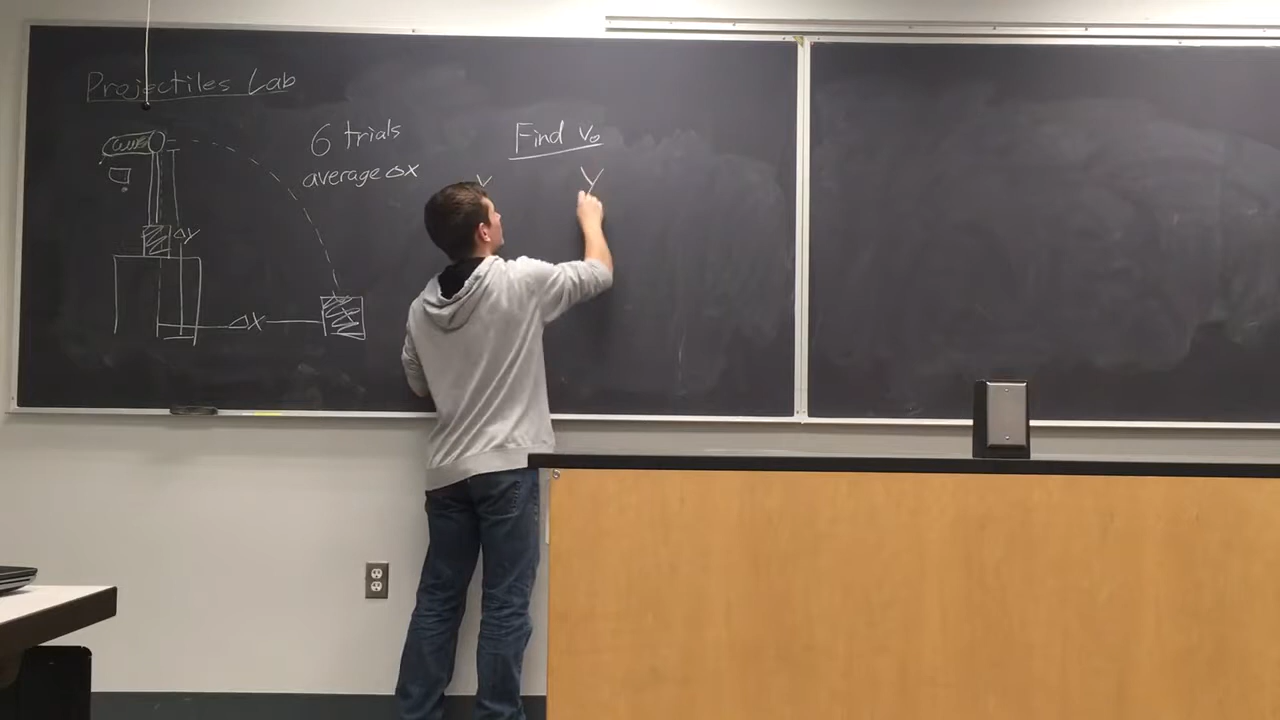 Projectiles Lab
6 trials
average Δx
Find v₀
Y
Δy
Δx